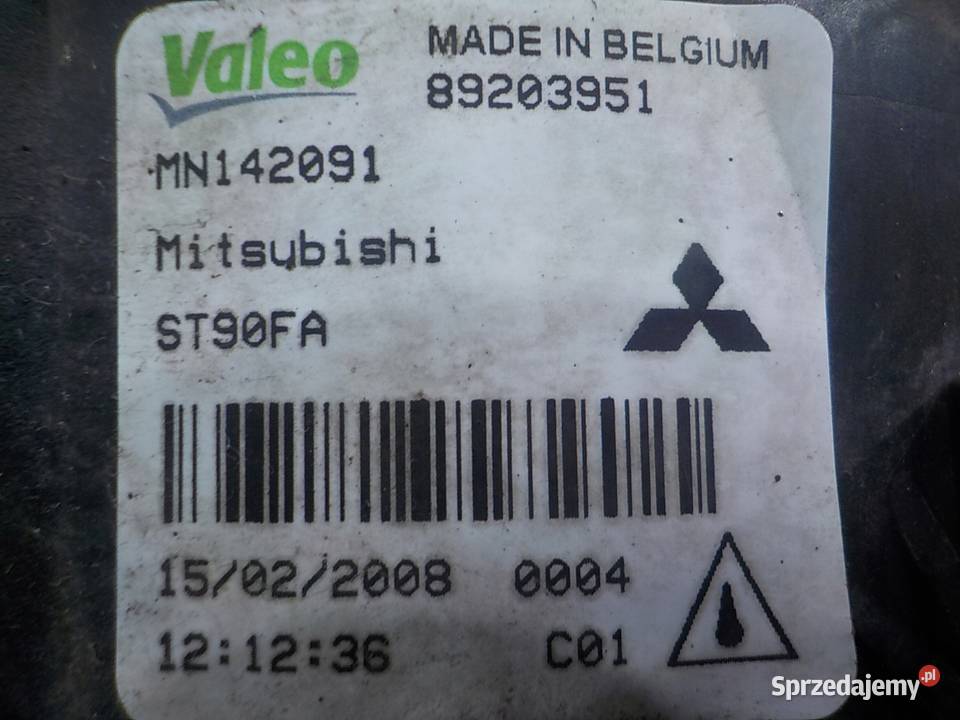 Valeo
MADE IN BELGIUM
89203951
MN142091
Mitsubishi
ST90FA
15/02/2008 0004
12:12:36 C01
Sprzedajemy.pl